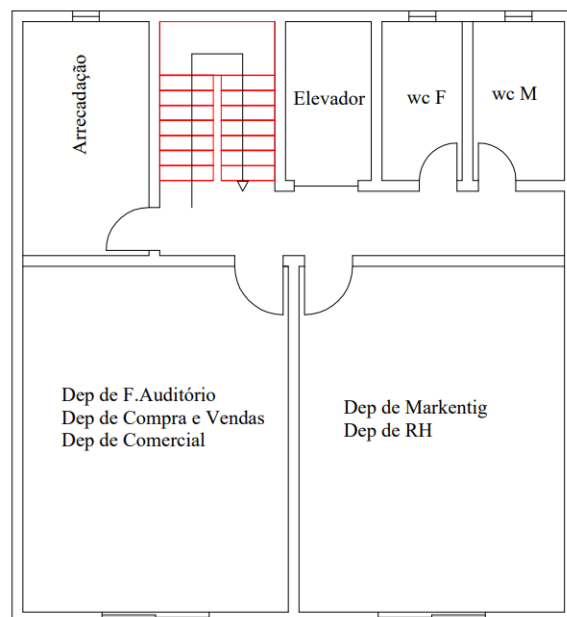 Arrecadação
Elevador
wc F
wc M
Dep de F.Auditório
Dep de Compra e Vendas
Dep de Comercial
Dep de Markentig
Dep de RH